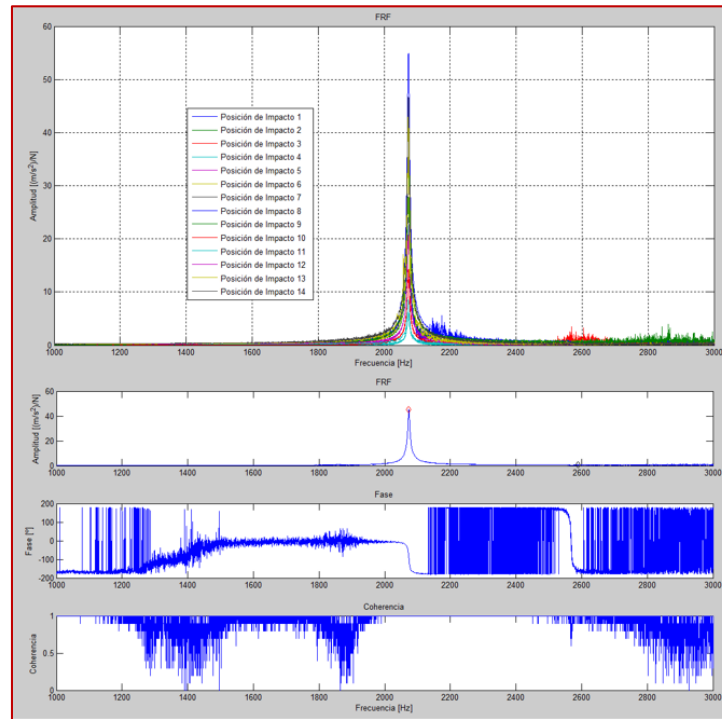 FRF
60
50
40
30
20
10
0
Amplitud [(m/s²)/N]
Posición de Impacto 1
Posición de Impacto 2
Posición de Impacto 3
Posición de Impacto 4
Posición de Impacto 5
Posición de Impacto 6
Posición de Impacto 7
Posición de Impacto 8
Posición de Impacto 9
Posición de Impacto 10
Posición de Impacto 11
Posición de Impacto 12
Posición de Impacto 13
Posición de Impacto 14
1000 1200 1400 1600 1800 2000 2200 2400 2600 2800 3000
Frecuencia [Hz]
FRF
60
40
20
0
Amplitud [(m/s²)/N]
1000 1200 1400 1600 1800 2000 2200 2400 2600 2800 3000
Fase
200
100
0
-100
-200
Fase [º]
1000 1200 1400 1600 1800 2000 2200 2400 2600 2800 3000
Coherencia
1
0.5
0
Coherencia
1000 1200 1400 1600 1800 2000 2200 2400 2600 2800 3000
Frecuencia [Hz]